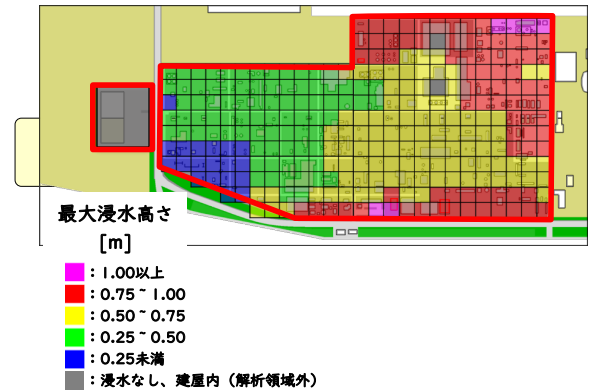 最大浸水高さ
[m]
：1.00以上
：0.75~1.00
：0.50~0.75
：0.25~0.50
：0.25未満
：浸水なし、建屋内（解析領域外）